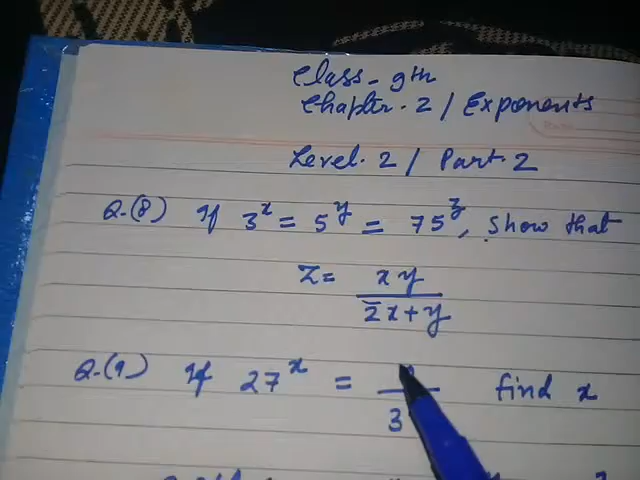 Class - 9th
Chapter - 2 / Exponents
Level - 2 / Part - 2
Q.(8) If 3^x = 5^y = 75^z, Show that
z = xy / 2x+y
Q.(9) If 27^x = / 3 find x